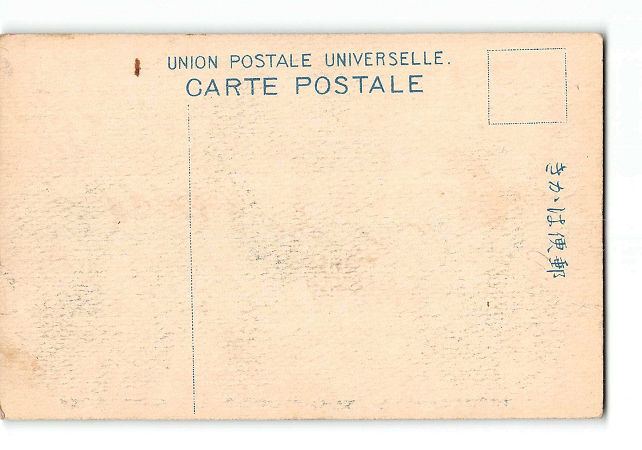 UNION POSTALE UNIVERSELLE.
CARTE POSTALE
きかは便郵